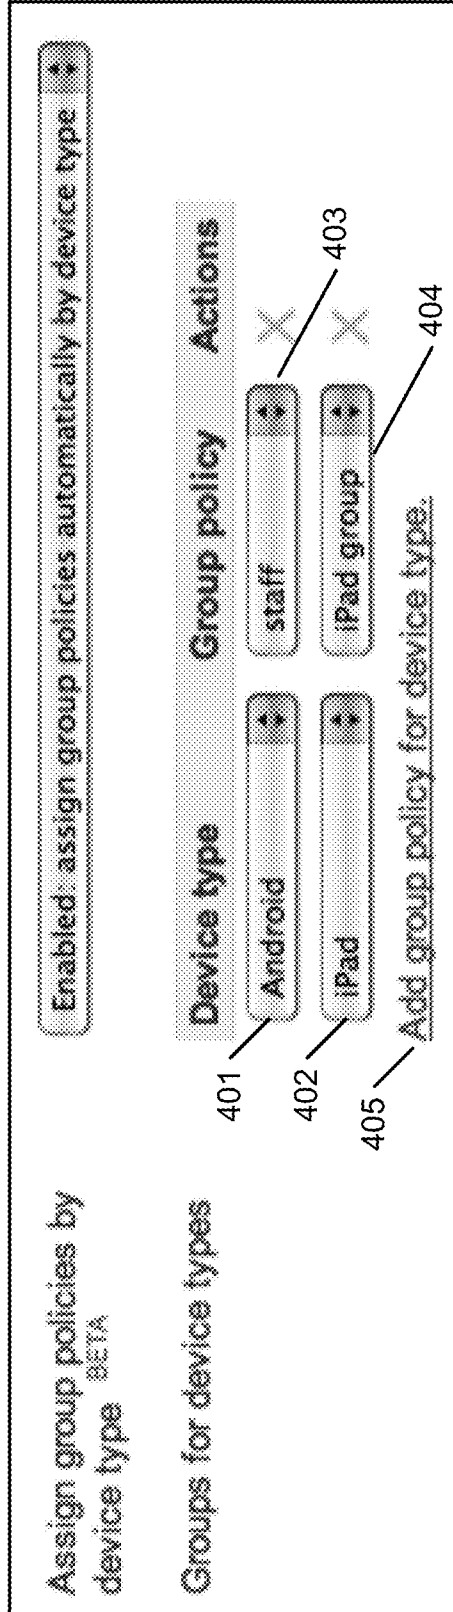 Assign group policies by
device type BETA
Enabled: assign group policies automatically by device type
Groups for device types
Device type Group policy Actions
401 Android staff X 403
402 iPad iPad group X 404
405 Add group policy for device type.